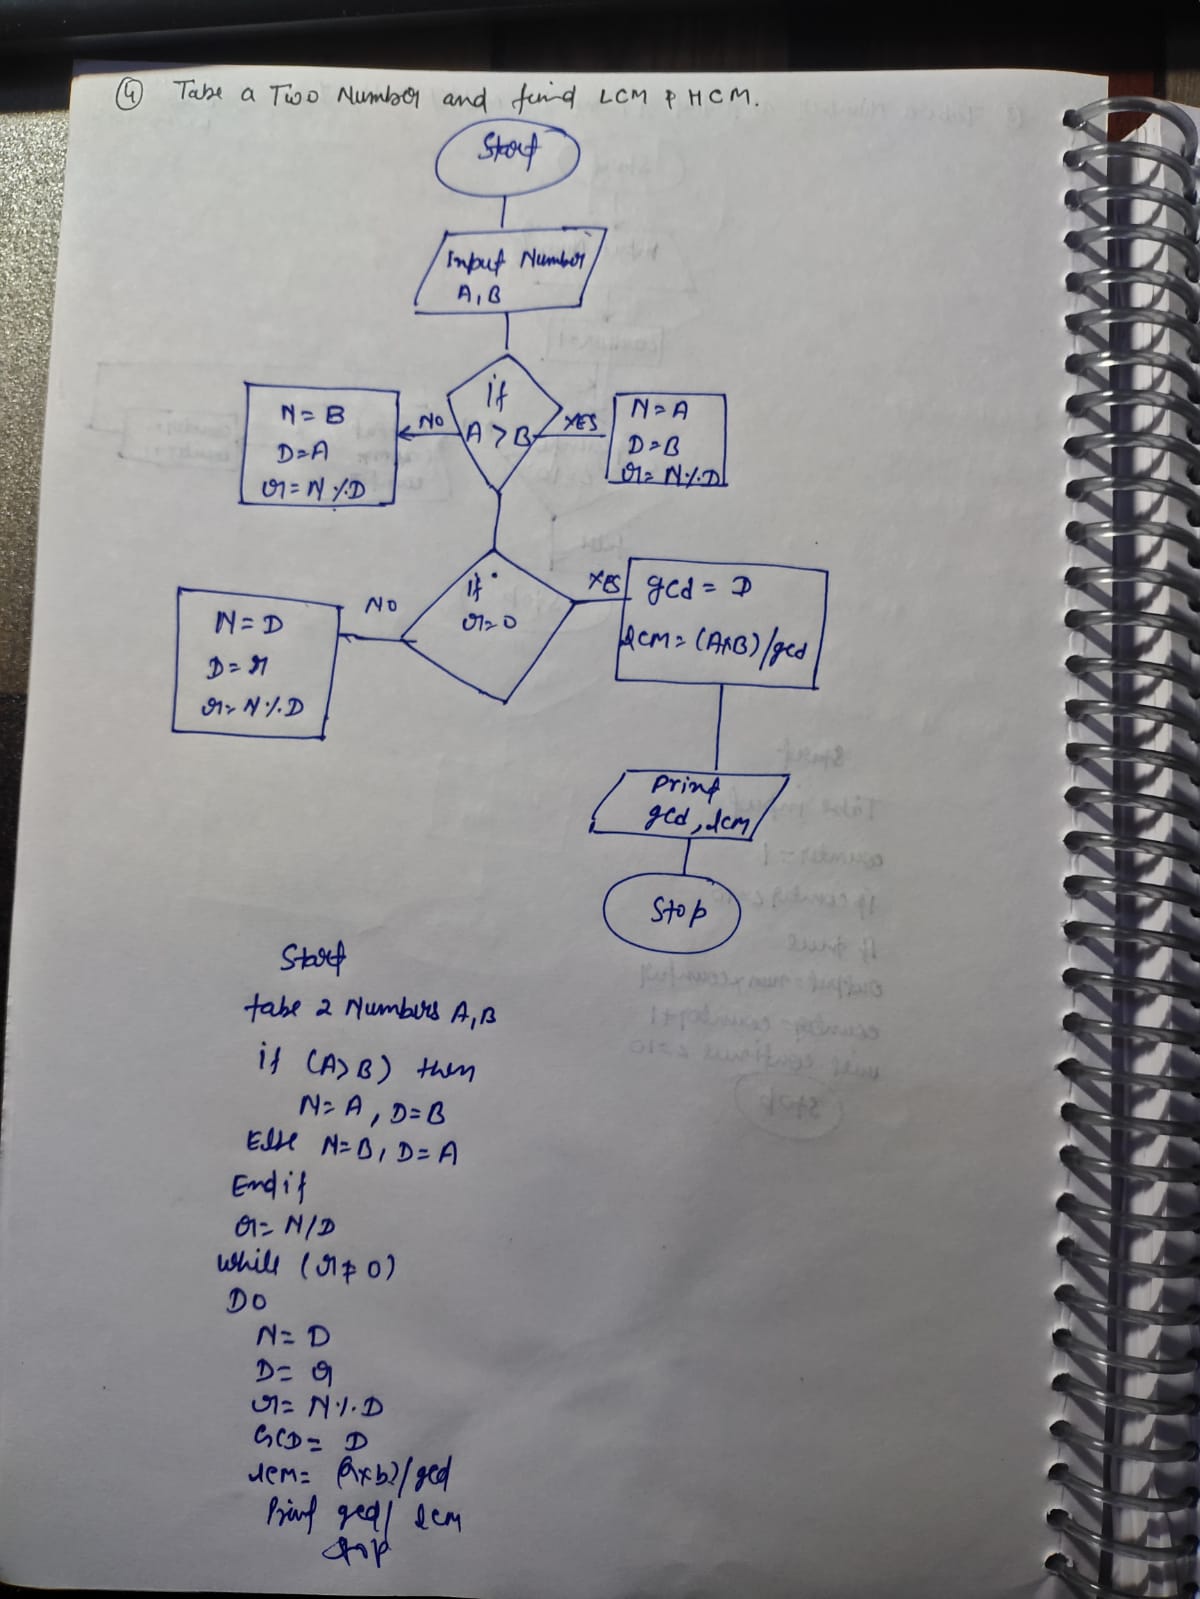 4 Take a Two Number and find LCM & HCM.
Start
Input Number
A, B
if
A > B
NO
YES
N = B
D = A
r = N % D
N = A
D = B
r = N % D
if
r = 0
NO
YES
N = D
D = r
r = N % D
gcd = D
lcm = (A*B)/gcd
Print
gcd, lcm
Stop
Start
take 2 Numbers A, B
if (A > B) then
N = A , D = B
Else N = B, D = A
End if
r = N/D
while (r ≠ 0)
Do
N = D
D = r
r = N % D
GCD = D
lcm = (a*b)/gcd
Print gcd/ lcm
stop